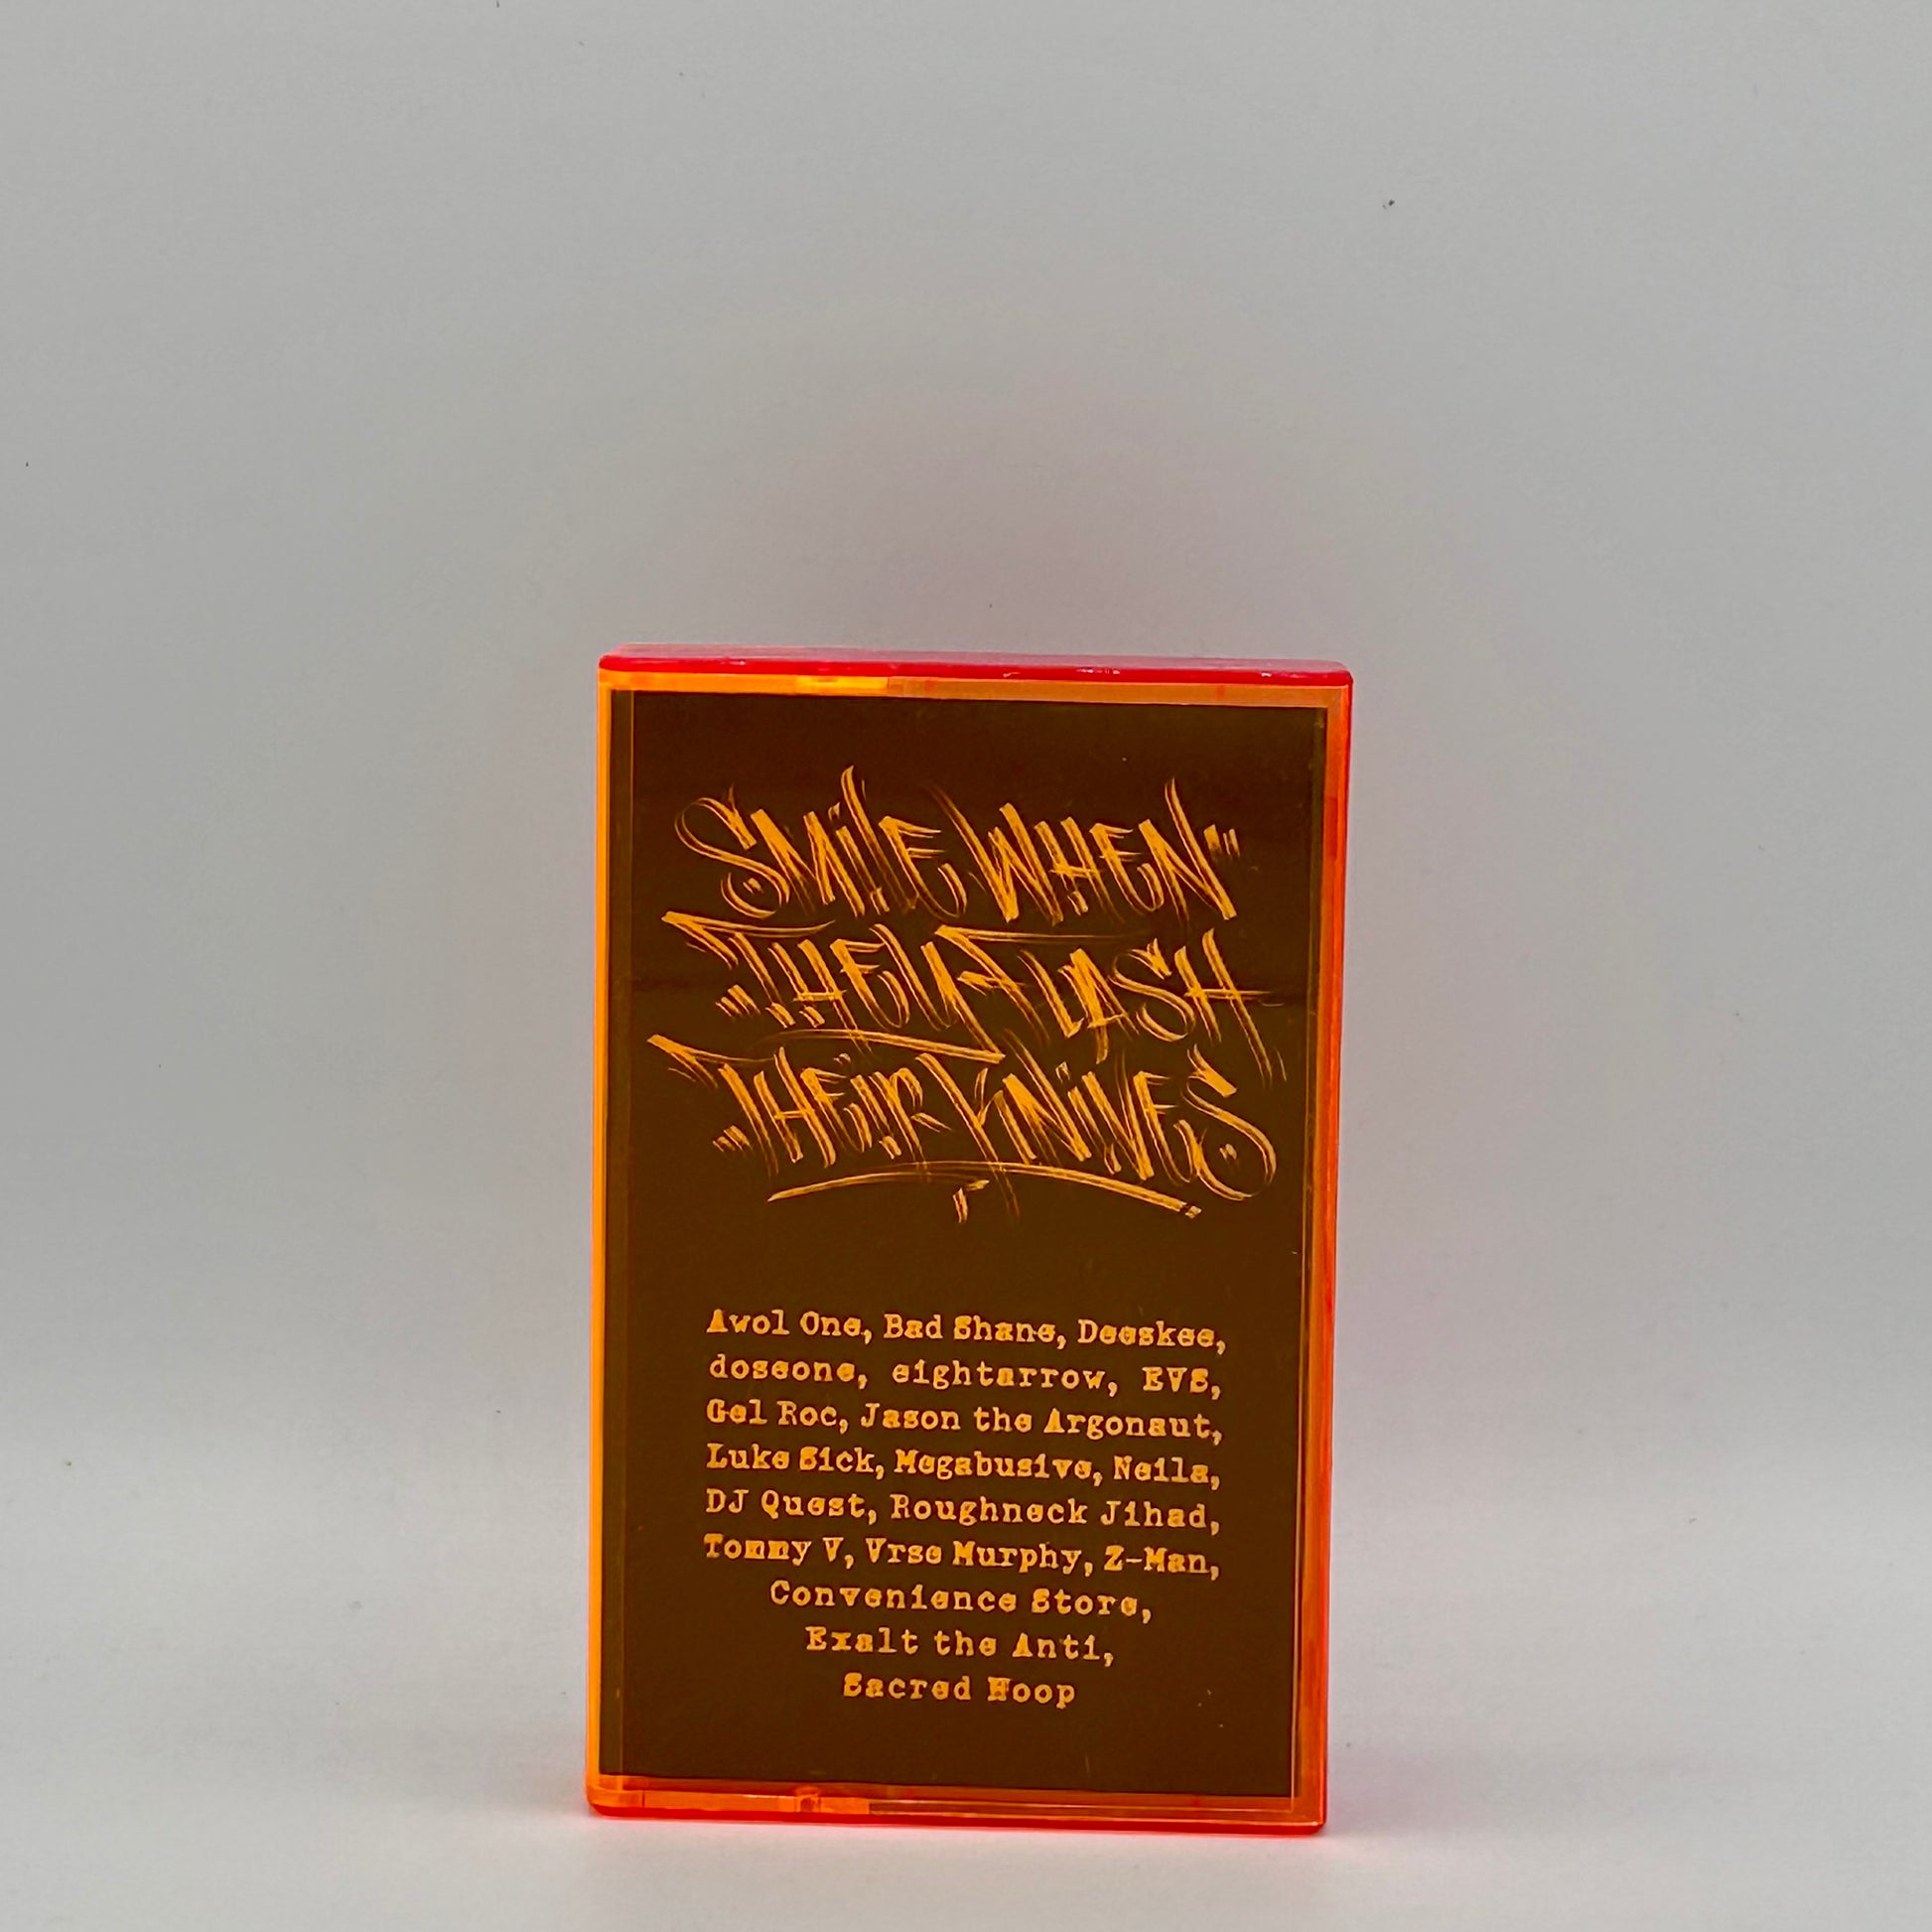 SMILE WHEN
THEY FLASH
THEIR KNIVES
Awol One, Bad Shane, Deeskee,
doseone, eightarrow, EVS,
Gel Roc, Jason the Argonaut,
Luke Sick, Megabusive, Neila,
DJ Quest, Roughneck Jihad,
Tommy V, Vrse Murphy, Z-Man,
Convenience Store,
Exalt the Anti,
Sacred Hoop